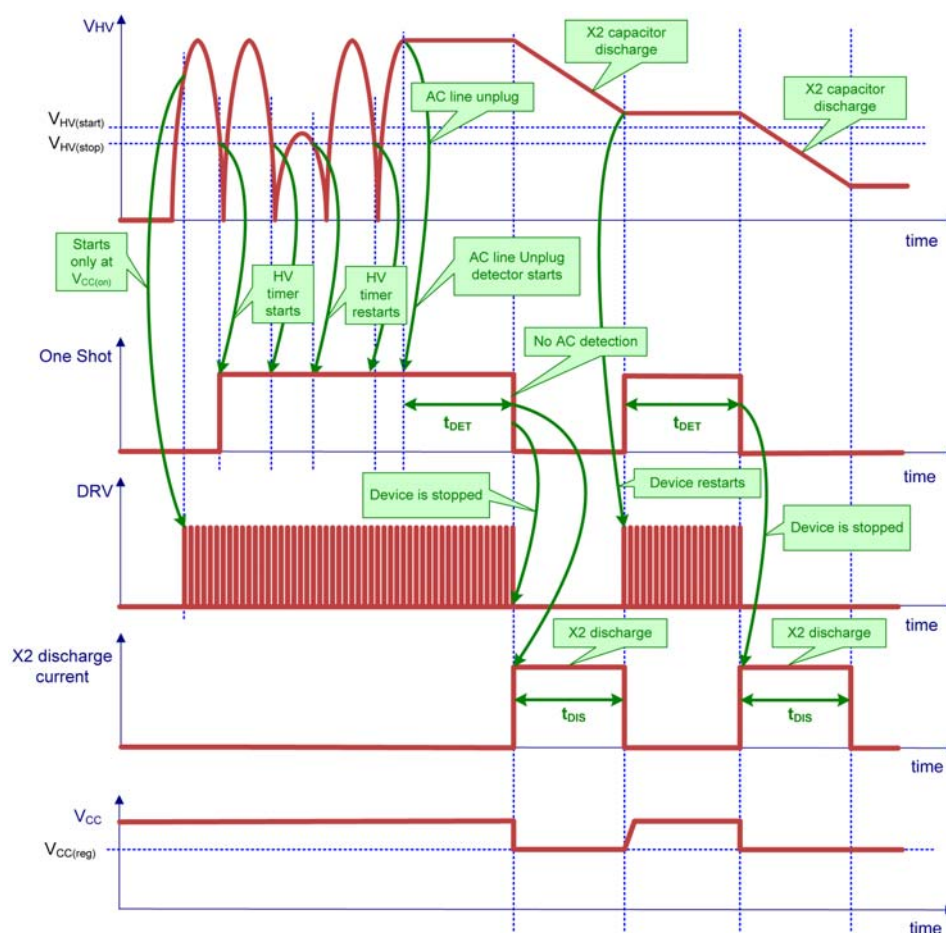 VHV
X2 capacitor
discharge
X2 capacitor
discharge
AC line
unplug
VHV(start)
VHV(stop)
time
Starts
only at
VCC(on)
HV
timer
starts
HV
timer
restarts
AC line Unplug
detector starts
One Shot
No AC detection
tDET
tDET
time
DRV
Device is stopped
Device restarts
Device is stopped
time
X2 discharge
current
X2 discharge
X2 discharge
tDIS
tDIS
time
VCC
VCC(reg)
time